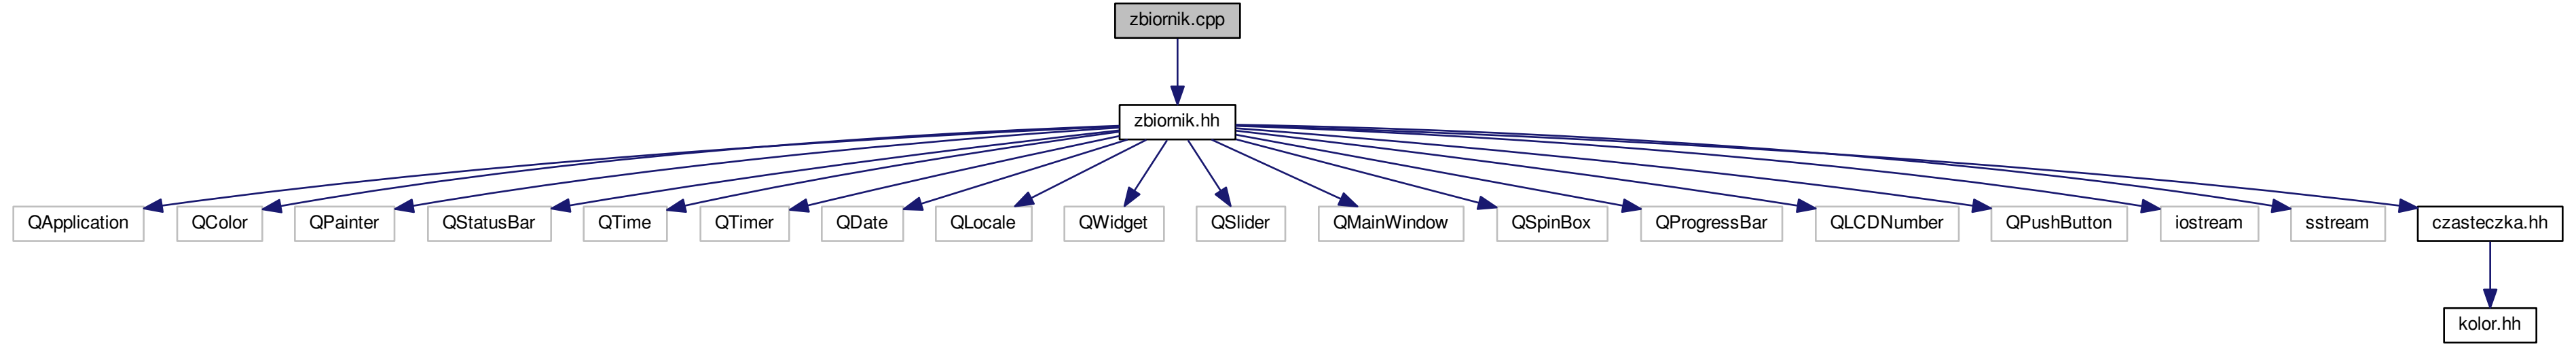 zbiornik.cpp
zbiornik.hh
QApplication
QColor
QPainter
QStatusBar
QTime
QTimer
QDate
QLocale
QWidget
QSlider
QMainWindow
QSpinBox
QProgressBar
QLCDNumber
QPushButton
iostream
sstream
czasteczka.hh
kolor.hh